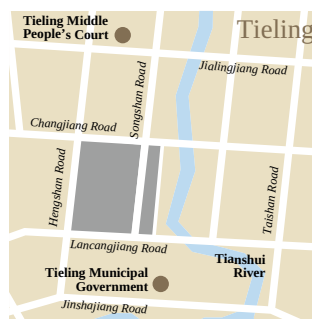 Tieling Middle
People's Court
Tieling
Jialingjiang Road
Songshan Road
Changjiang Road
Hengshan Road
Taishan Road
Lancangjiang Road
Tianshui
River
Tieling Municipal
Government
Jinshajiang Road